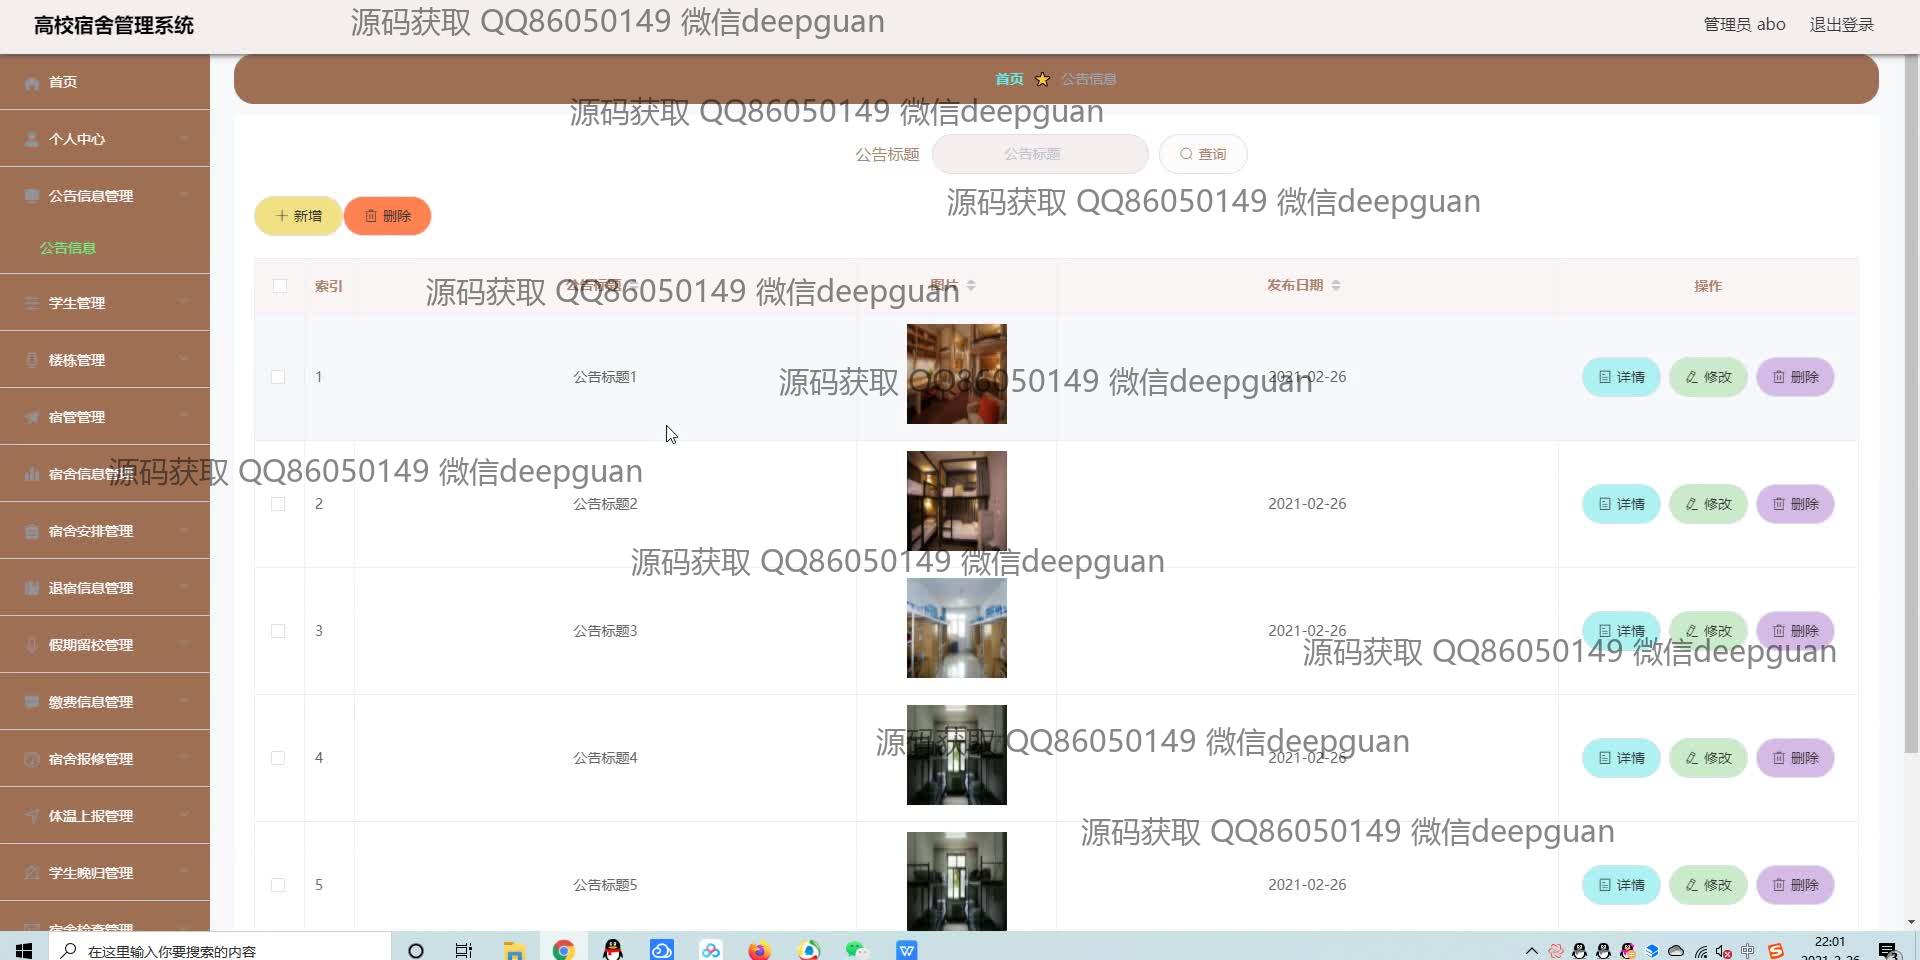 高校宿舍管理系统
源码获取 QQ86050149 微信deepguan
管理员 abo
退出登录
首页
个人中心
公告信息管理
公告信息
学生管理
楼栋管理
宿管管理
宿舍信息管理
宿舍安排管理
退宿信息管理
假期留校管理
缴费信息管理
宿舍报修管理
体温上报管理
学生晚归管理
宿舍检查管理
首页 公告信息
源码获取 QQ86050149 微信deepguan
公告标题 公告标题 查询
源码获取 QQ86050149 微信deepguan
新增 删除
索引 公告标题 图片 发布日期 操作
源码获取 QQ86050149 微信deepguan
1 公告标题1 2021-02-26 详情 修改 删除
源码获取 QQ86050149 微信deepguan
源码获取 QQ86050149 微信deepguan
2 公告标题2 2021-02-26 详情 修改 删除
源码获取 QQ86050149 微信deepguan
3 公告标题3 2021-02-26 详情 修改 删除
源码获取 QQ86050149 微信deepguan
源码获取 QQ86050149 微信deepguan
4 公告标题4 2021-02-26 详情 修改 删除
源码获取 QQ86050149 微信deepguan
5 公告标题5 2021-02-26 详情 修改 删除
在这里输入你要搜索的内容
中
22:01
2021-2-26